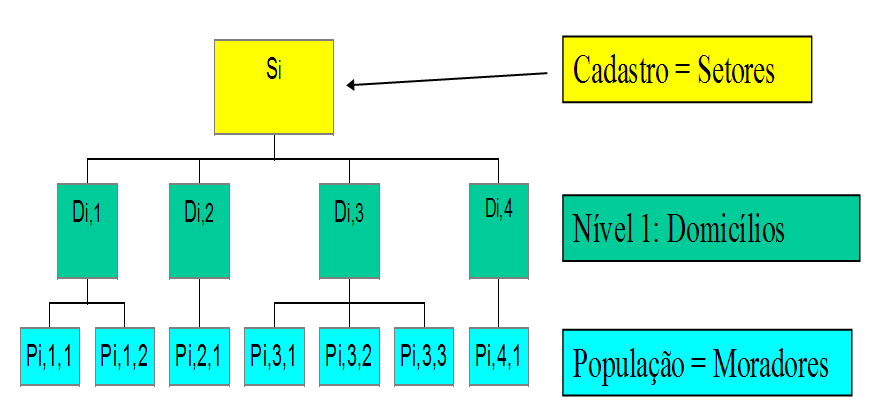 Si
Cadastro = Setores
Di,1
Di,2
Di,3
Di,4
Nível 1: Domicílios
Pi,1,1
Pi,1,2
Pi,2,1
Pi,3,1
Pi,3,2
Pi,3,3
Pi,4,1
População = Moradores